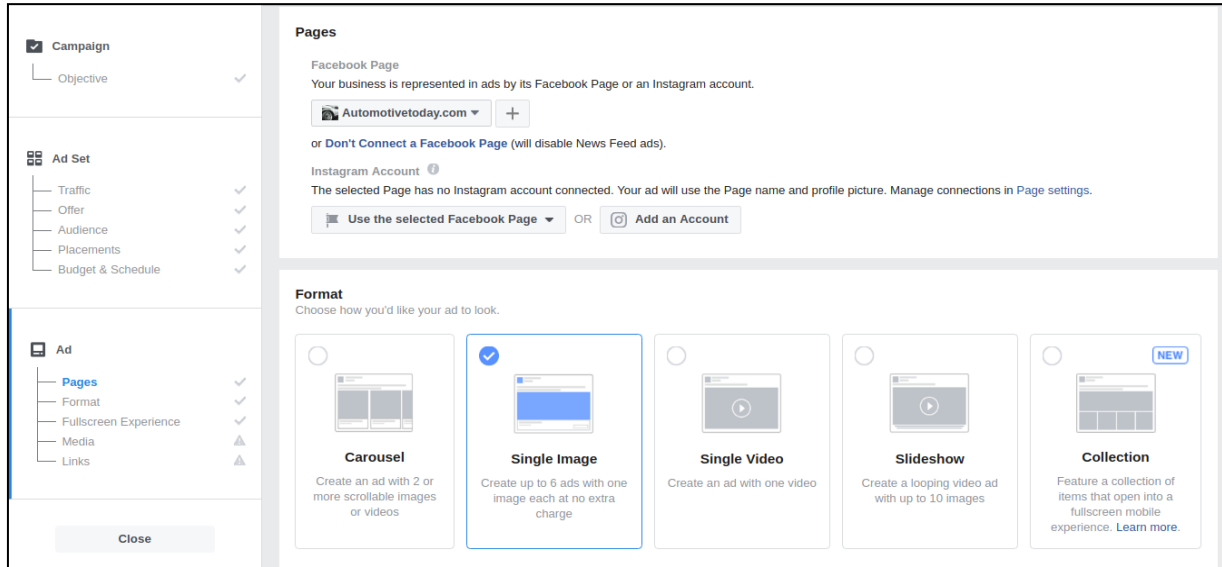 Campaign
Objective
Ad Set
Traffic
Offer
Audience
Placements
Budget & Schedule
Ad
Pages
Format
Fullscreen Experience
Media
Links
Close
Pages
Facebook Page
Your business is represented in ads by its Facebook Page or an Instagram account.
Automotivetoday.com
or Don't Connect a Facebook Page (will disable News Feed ads).
Instagram Account
The selected Page has no Instagram account connected. Your ad will use the Page name and profile picture. Manage connections in Page settings.
Use the selected Facebook Page OR Add an Account
Format
Choose how you'd like your ad to look.
Carousel
Create an ad with 2 or
more scrollable images
or videos
Single Image
Create up to 6 ads with one
image each at no extra
charge
Single Video
Create an ad with one video
Slideshow
Create a looping video ad
with up to 10 images
NEW
Collection
Feature a collection of
items that open into a
fullscreen mobile
experience. Learn more.